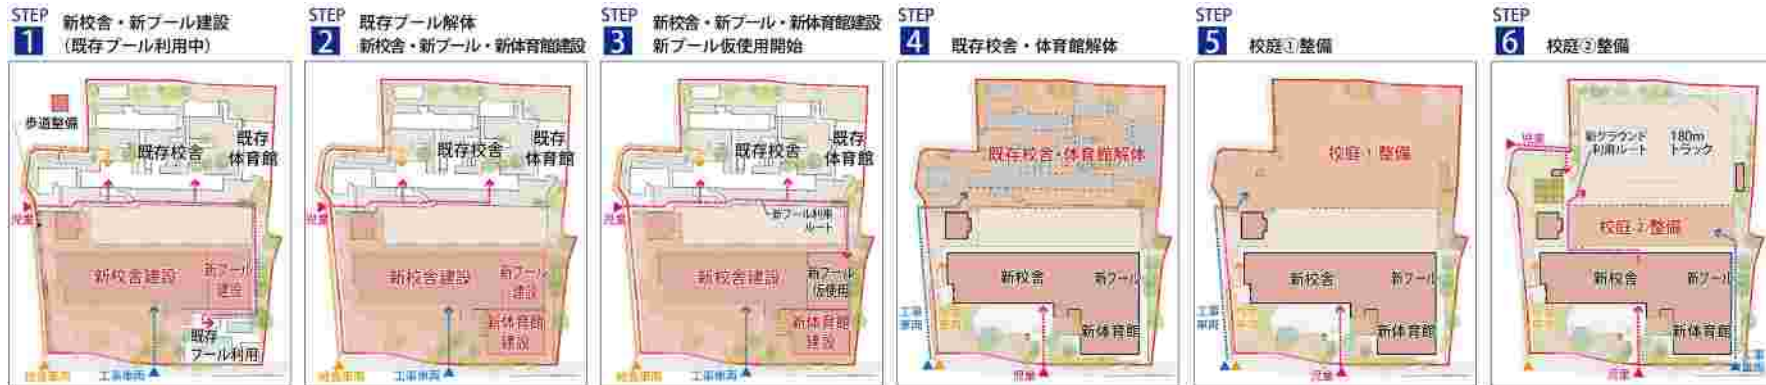 STEP
1
新校舎・新プール建設
（既存プール利用中）
歩道整備
既存校舎
既存
体育館
児童
新校舎建設
新プール
建設
既存
プール利用
給食車両
工事車両
STEP
2
既存プール解体
新校舎・新プール・新体育館建設
既存校舎
既存
体育館
児童
新校舎建設
新プール
建設
新体育館
建設
給食車両
工事車両
STEP
3
新校舎・新プール・新体育館建設
新プール仮使用開始
既存校舎
既存
体育館
児童
新プール利用
ルート
新校舎建設
新プール
仮使用
新体育館
建設
給食車両
工事車両
STEP
4
既存校舎・体育館解体
既存校舎・体育館解体
新校舎
新プール
新体育館
工事
車両
児童
STEP
5
校庭①整備
校庭・1整備
新校舎
新プール
新体育館
工事
車両
児童
STEP
6
校庭②整備
児童
新グラウンド
利用ルート
180m
トラック
校庭・2整備
新校舎
新プール
新体育館
児童
工事
車両